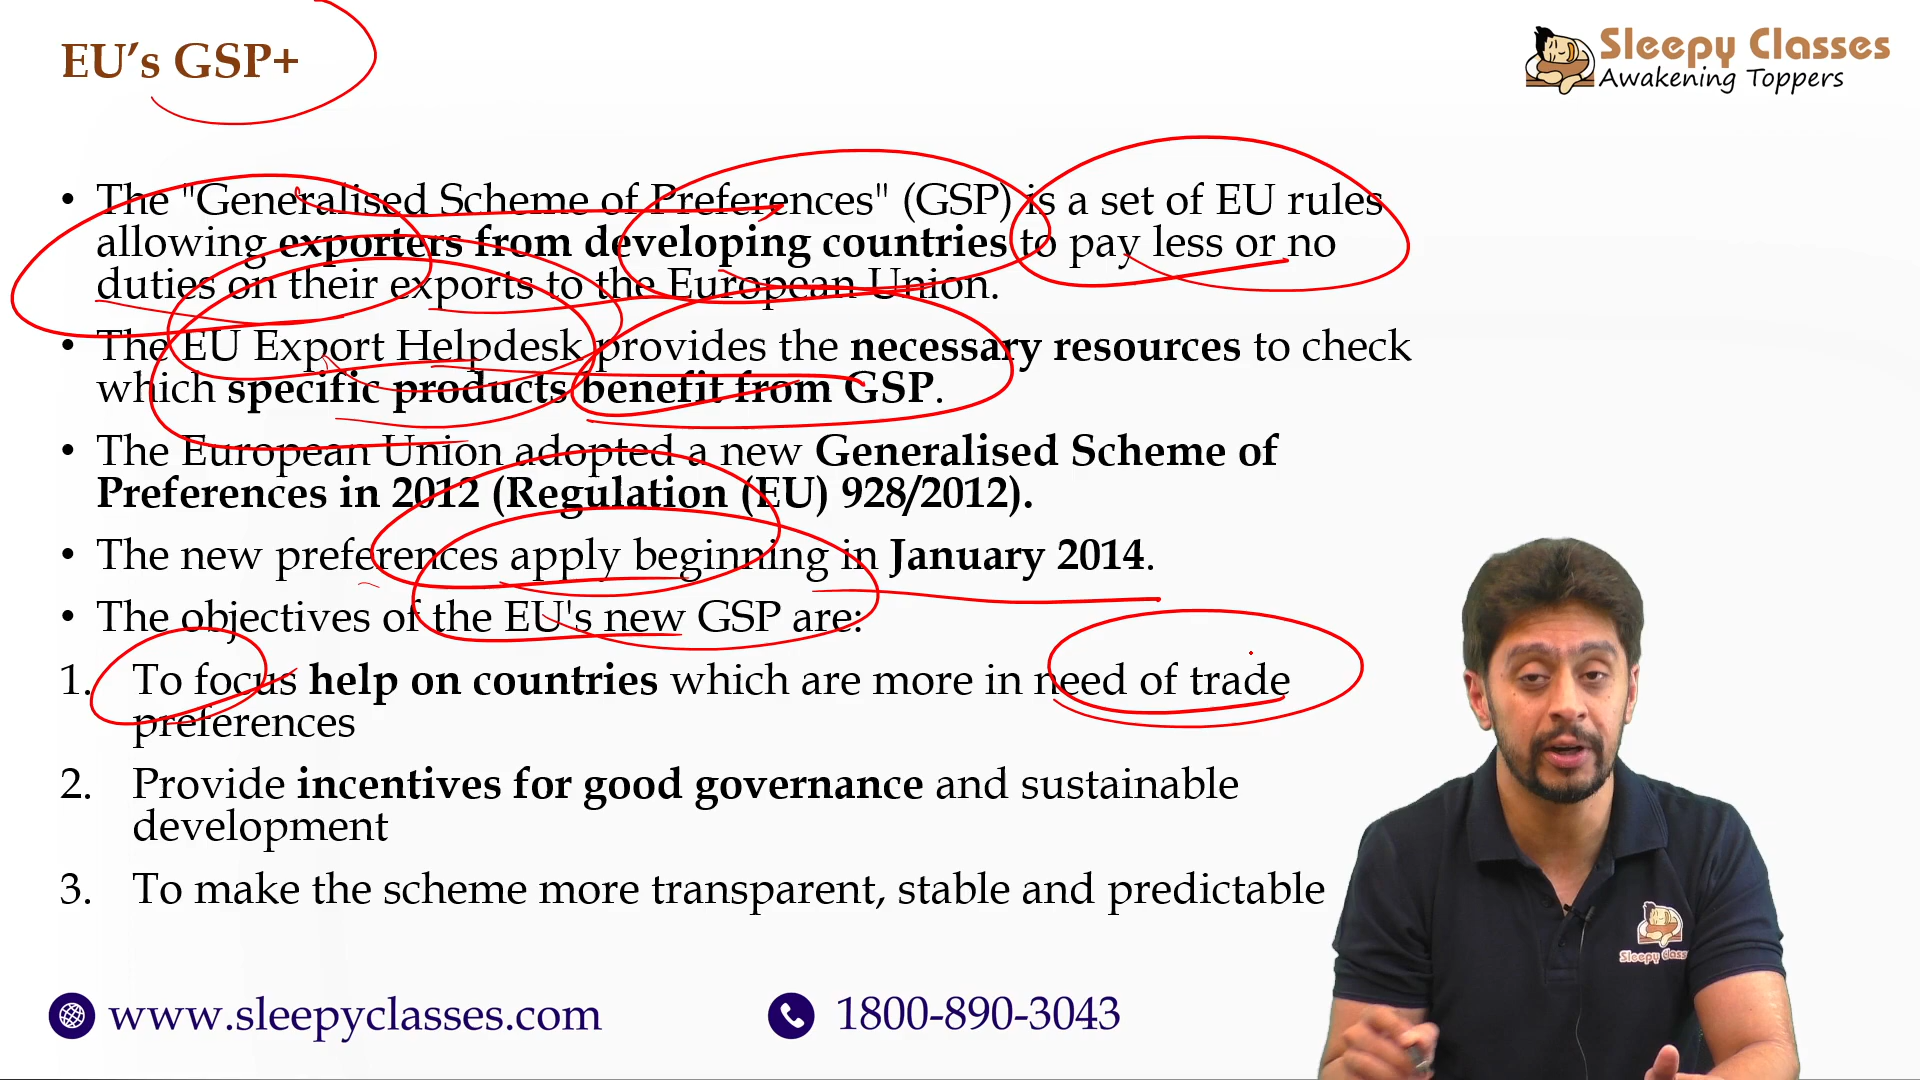 EU’s GSP+
Sleepy Classes
Awakening Toppers
• The "Generalised Scheme of Preferences" (GSP) is a set of EU rules
allowing exporters from developing countries to pay less or no
duties on their exports to the European Union.
• The EU Export Helpdesk provides the necessary resources to check
which specific products benefit from GSP.
• The European Union adopted a new Generalised Scheme of
Preferences in 2012 (Regulation (EU) 928/2012).
• The new preferences apply beginning in January 2014.
• The objectives of the EU's new GSP are:
1. To focus help on countries which are more in need of trade
preferences
2. Provide incentives for good governance and sustainable
development
3. To make the scheme more transparent, stable and predictable
Sleepy Class
www.sleepyclasses.com
1800-890-3043